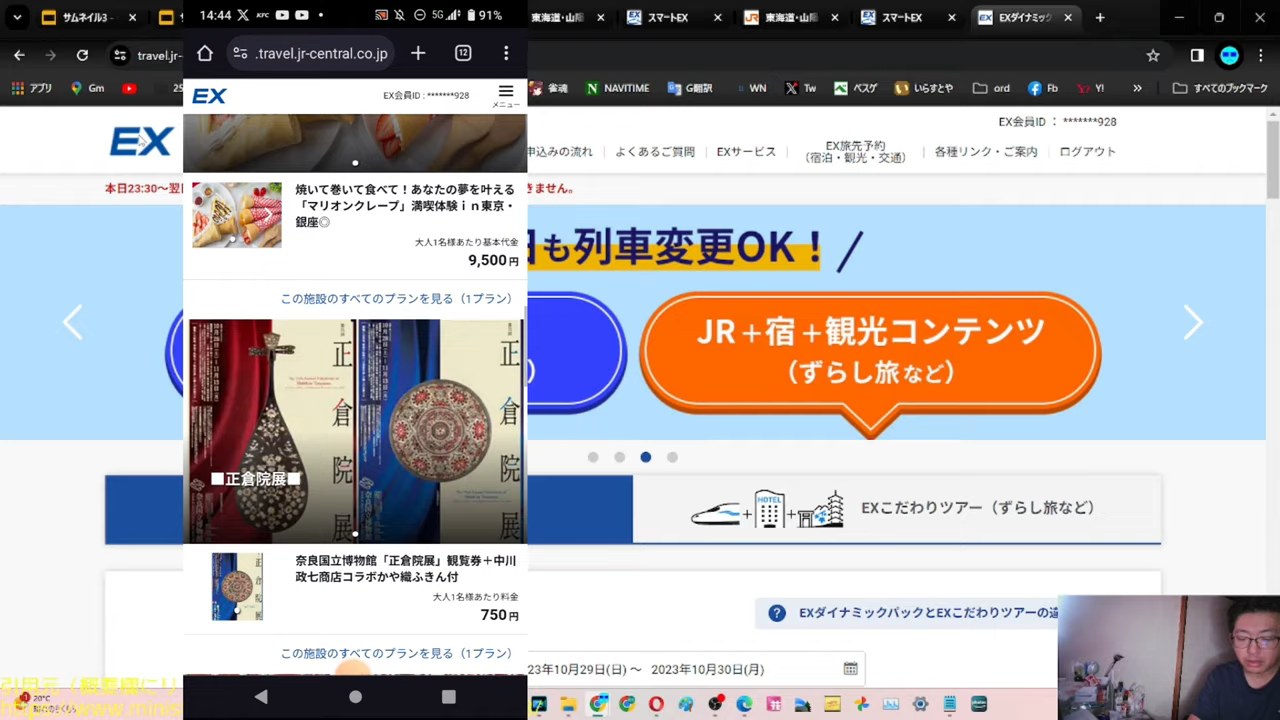 サムネイル3
東海道・山陽
スマートEX
東海道・山陽
スマートEX
EXダイナミック
travel.jr-
アプリ
Gm
雀魂
NAVITIME
G翻訳
WN
Tw
ベスゲ
いらすとや
ord
Fb
Y!
すべてのブックマーク
14:44
KFC
5G
91%
.travel.jr-central.co.jp
12
EX
EX会員ID : *******928
メニュー
焼いて巻いて食べて！あなたの夢を叶える
「マリオンクレープ」満喫体験ｉｎ東京・
銀座◎
大人1名様あたり基本代金
9,500 円
この施設のすべてのプランを見る（1プラン）
正倉院展
正倉院展
■正倉院展■
奈良国立博物館「正倉院展」観覧券＋中川
政七商店コラボかや織ふきん付
大人1名様あたり料金
750 円
この施設のすべてのプランを見る（1プラン）
EX
EX会員ID ： *******928
申込みの流れ
よくあるご質問
EXサービス
EX旅先予約
（宿泊・観光・交通）
各種リンク・ご案内
ログアウト
本日23:30～翌
きません。
も列車変更OK！
JR＋宿＋観光コンテンツ
（ずらし旅など）
HOTEL
EXこだわりツアー（ずらし旅など）
EXダイナミックパックとEXこだわりツアーの違
23年10月29日(日) ～ 2023年10月30日(月)
20°C